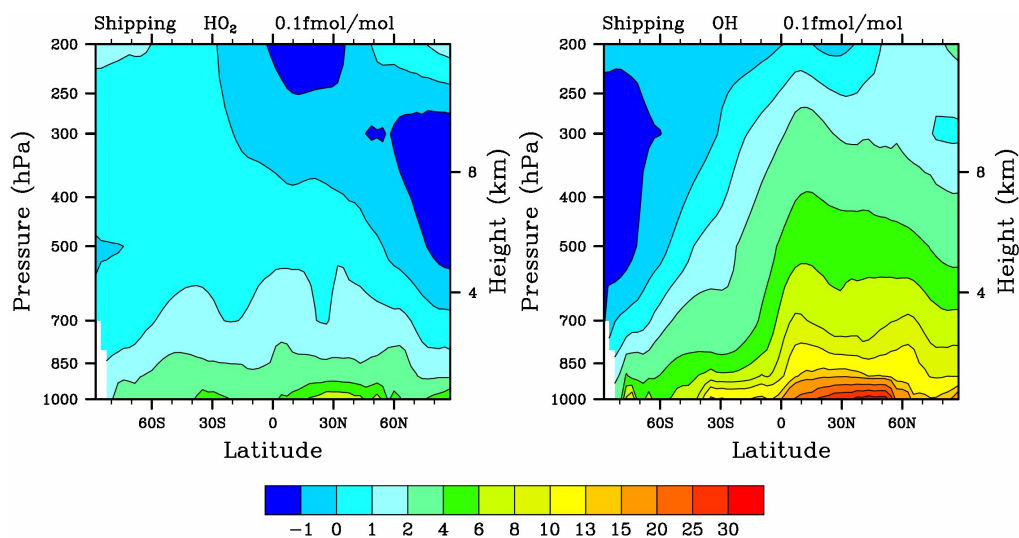 Shipping HO₂ 0.1fmol/mol
200
250
300
400
500
700
850
1000
Pressure (hPa)
8
4
Height (km)
60S 30S 0 30N 60N
Latitude
Shipping OH 0.1fmol/mol
200
250
300
400
500
700
850
1000
Pressure (hPa)
8
4
Height (km)
60S 30S 0 30N 60N
Latitude
−1 0 1 2 4 6 8 10 13 15 20 25 30